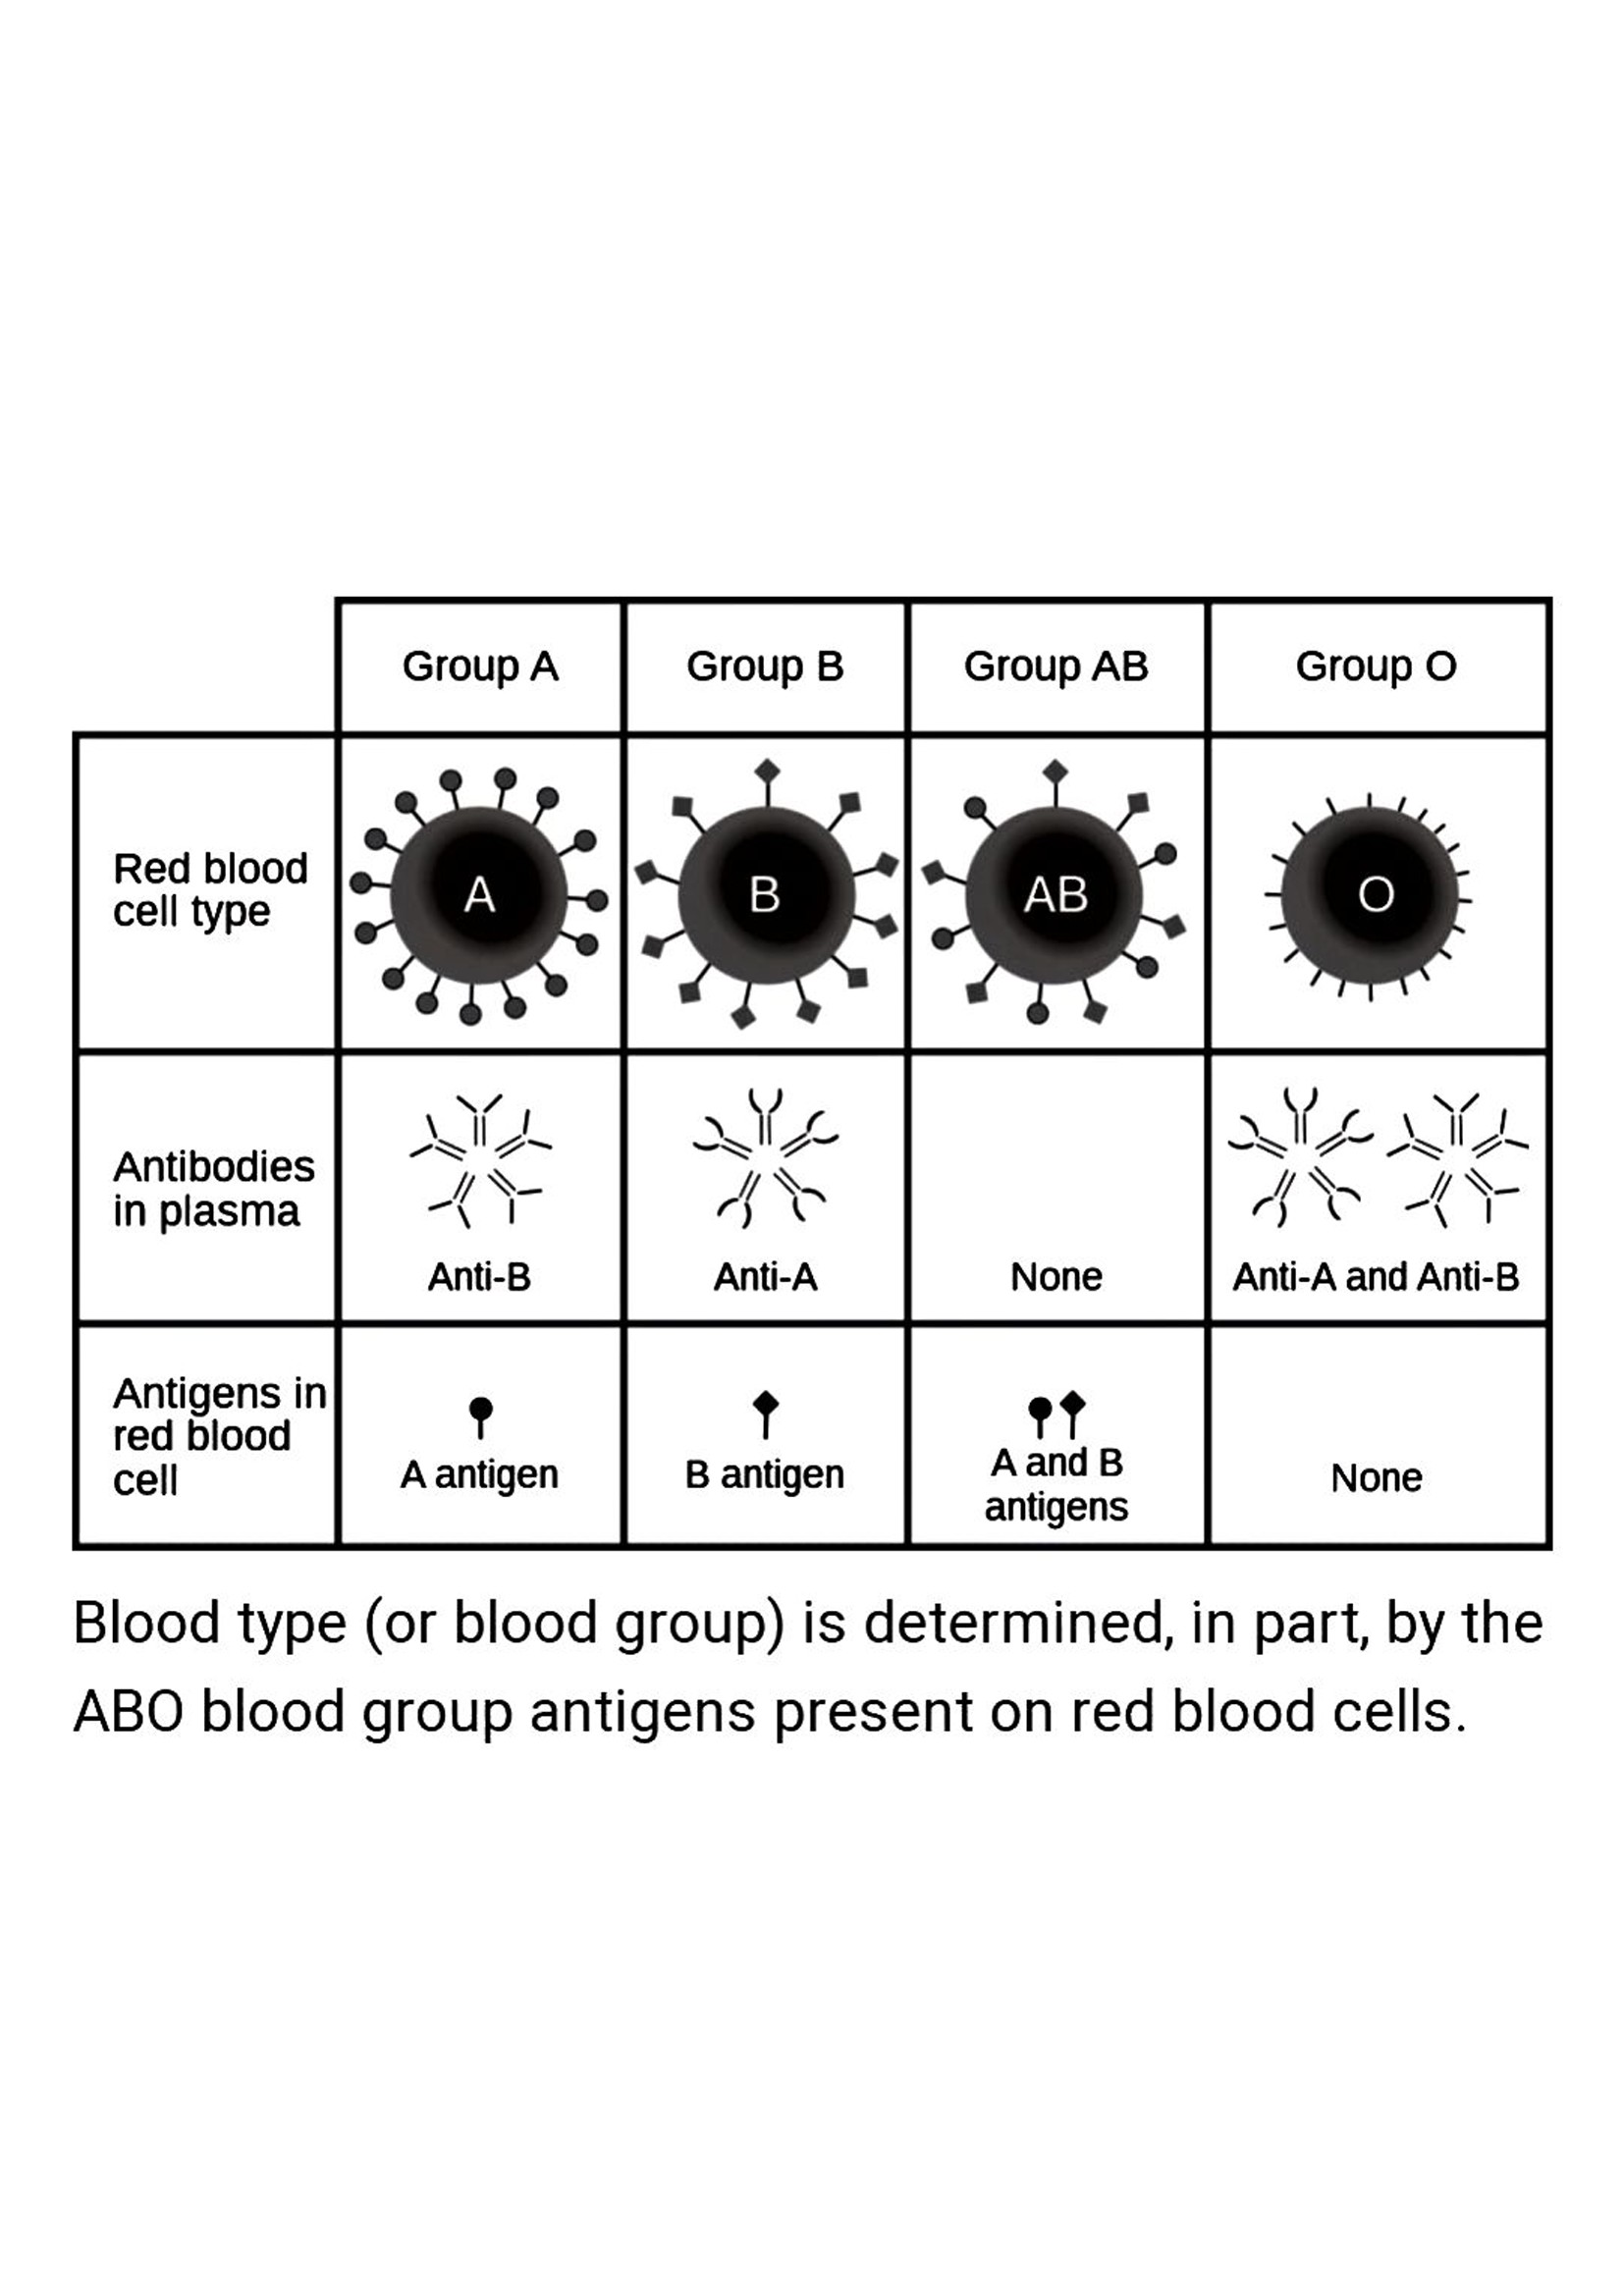 Group A
Group B
Group AB
Group O
Red blood
cell type
A
B
AB
O
Antibodies
in plasma
Anti-B
Anti-A
None
Anti-A and Anti-B
Antigens in
red blood
cell
A antigen
B antigen
A and B
antigens
None
Blood type (or blood group) is determined, in part, by the
ABO blood group antigens present on red blood cells.